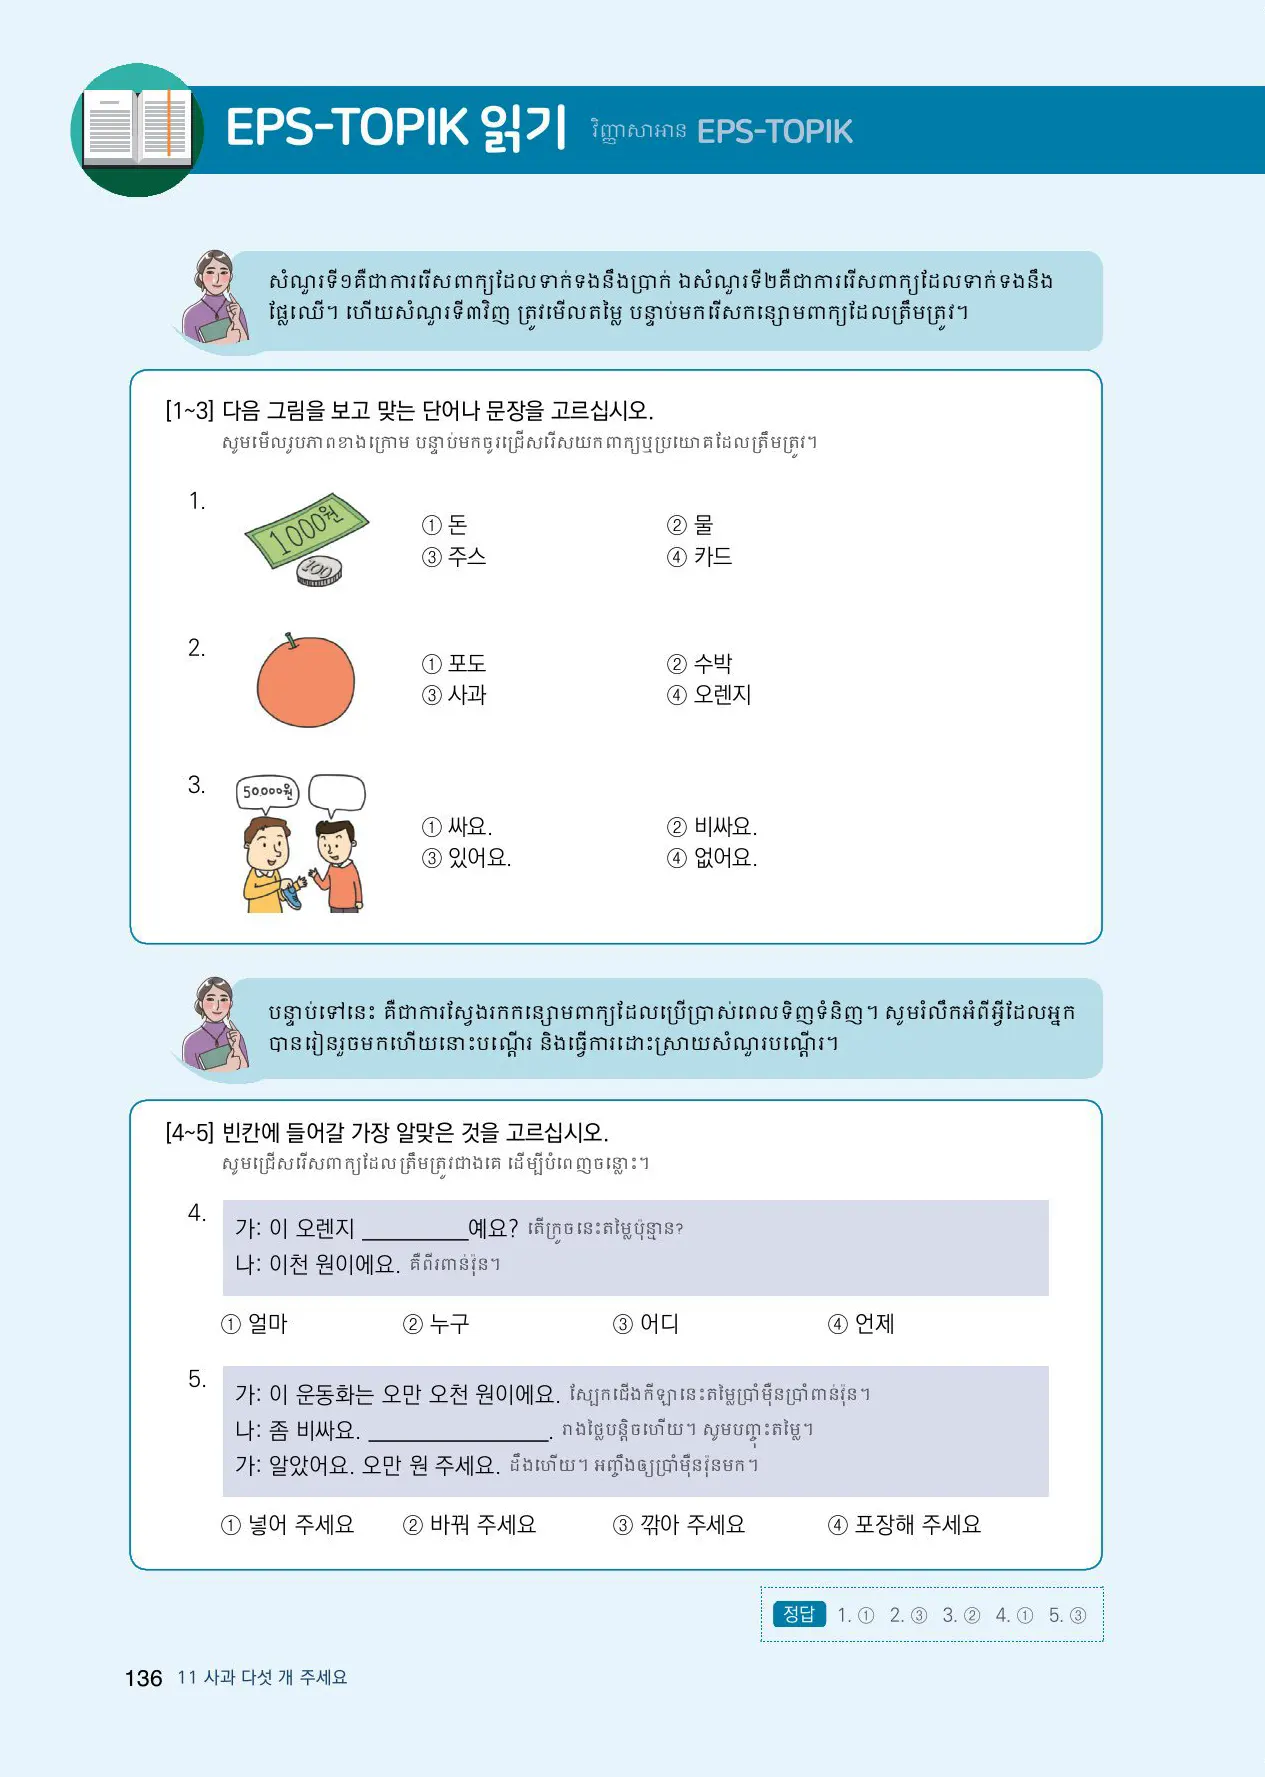 EPS-TOPIK 읽기 វិញ្ញាសាអាន EPS-TOPIK
សំណួរទី១គឺជាការរើសពាក្យដែលទាក់ទងនឹងប្រាក់ ឯសំណួរទី២គឺជាការរើសពាក្យដែលទាក់ទងនឹង
ផ្លែឈើ។ ហើយសំណួរទី៣វិញ ត្រូវមើលតម្លៃ បន្ទាប់មករើសកន្សោមពាក្យដែលត្រឹមត្រូវ។
[1~3] 다음 그림을 보고 맞는 단어나 문장을 고르십시오.
សូមមើលរូបភាពខាងក្រោម បន្ទាប់មកចូរជ្រើសរើសយកពាក្យឬប្រយោគដែលត្រឹមត្រូវ។
1.
1000원
100
① 돈 ② 물
③ 주스 ④ 카드
2.
① 포도 ② 수박
③ 사과 ④ 오렌지
3.
50,000원
① 싸요. ② 비싸요.
③ 있어요. ④ 없어요.
បន្ទាប់ទៅនេះ គឺជាការស្វែងរកកន្សោមពាក្យដែលប្រើប្រាស់ពេលទិញទំនិញ។ សូមរំលឹកអំពីអ្វីដែលអ្នក
បានរៀនរួចមកហើយនោះបណ្តើរ និងធ្វើការដោះស្រាយសំណួរបណ្តើរ។
[4~5] 빈칸에 들어갈 가장 알맞은 것을 고르십시오.
សូមជ្រើសរើសពាក្យដែលត្រឹមត្រូវជាងគេ ដើម្បីបំពេញចន្លោះ។
4.
가: 이 오렌지 __________예요? តើក្រូចនេះតម្លៃប៉ុន្មាន?
나: 이천 원이에요. គឺពីរពាន់វ៉ុន។
① 얼마 ② 누구 ③ 어디 ④ 언제
5.
가: 이 운동화는 오만 오천 원이에요. ស្បែកជើងកីឡានេះតម្លៃប្រាំម៉ឺនប្រាំពាន់វ៉ុន។
나: 좀 비싸요. _________________. រាងថ្លៃបន្តិចហើយ។ សូមបញ្ចុះតម្លៃ។
가: 알았어요. 오만 원 주세요. ដឹងហើយ។ អញ្ចឹងឲ្យប្រាំម៉ឺនវ៉ុនមក។
① 넣어 주세요 ② 바꿔 주세요 ③ 깎아 주세요 ④ 포장해 주세요
정답 1. ① 2. ③ 3. ② 4. ① 5. ③
136 11 사과 다섯 개 주세요